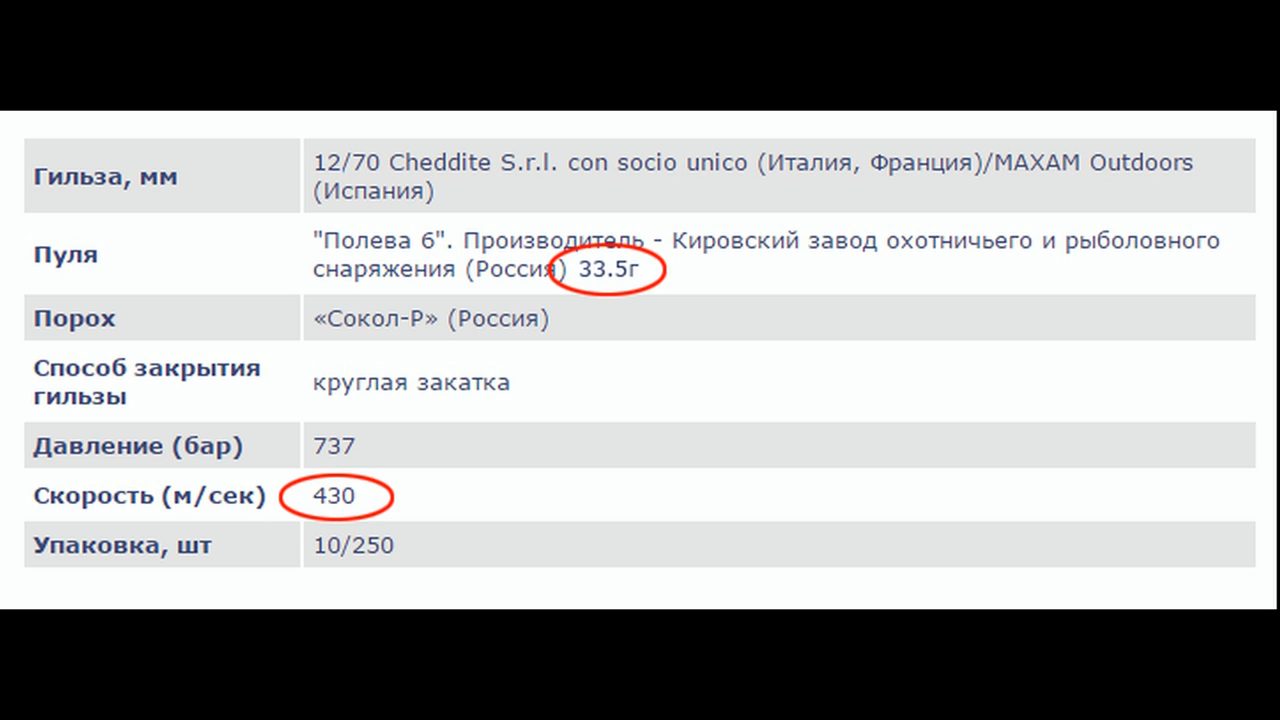 Гильза, мм
12/70 Cheddite S.r.l. con socio unico (Италия, Франция)/MAXAM Outdoors
(Испания)
Пуля
"Полева 6". Производитель - Кировский завод охотничьего и рыболовного
снаряжения (Россия) 33.5г
Порох
«Сокол-Р» (Россия)
Способ закрытия
гильзы
круглая закатка
Давление (бар)
737
Скорость (м/сек)
430
Упаковка, шт
10/250